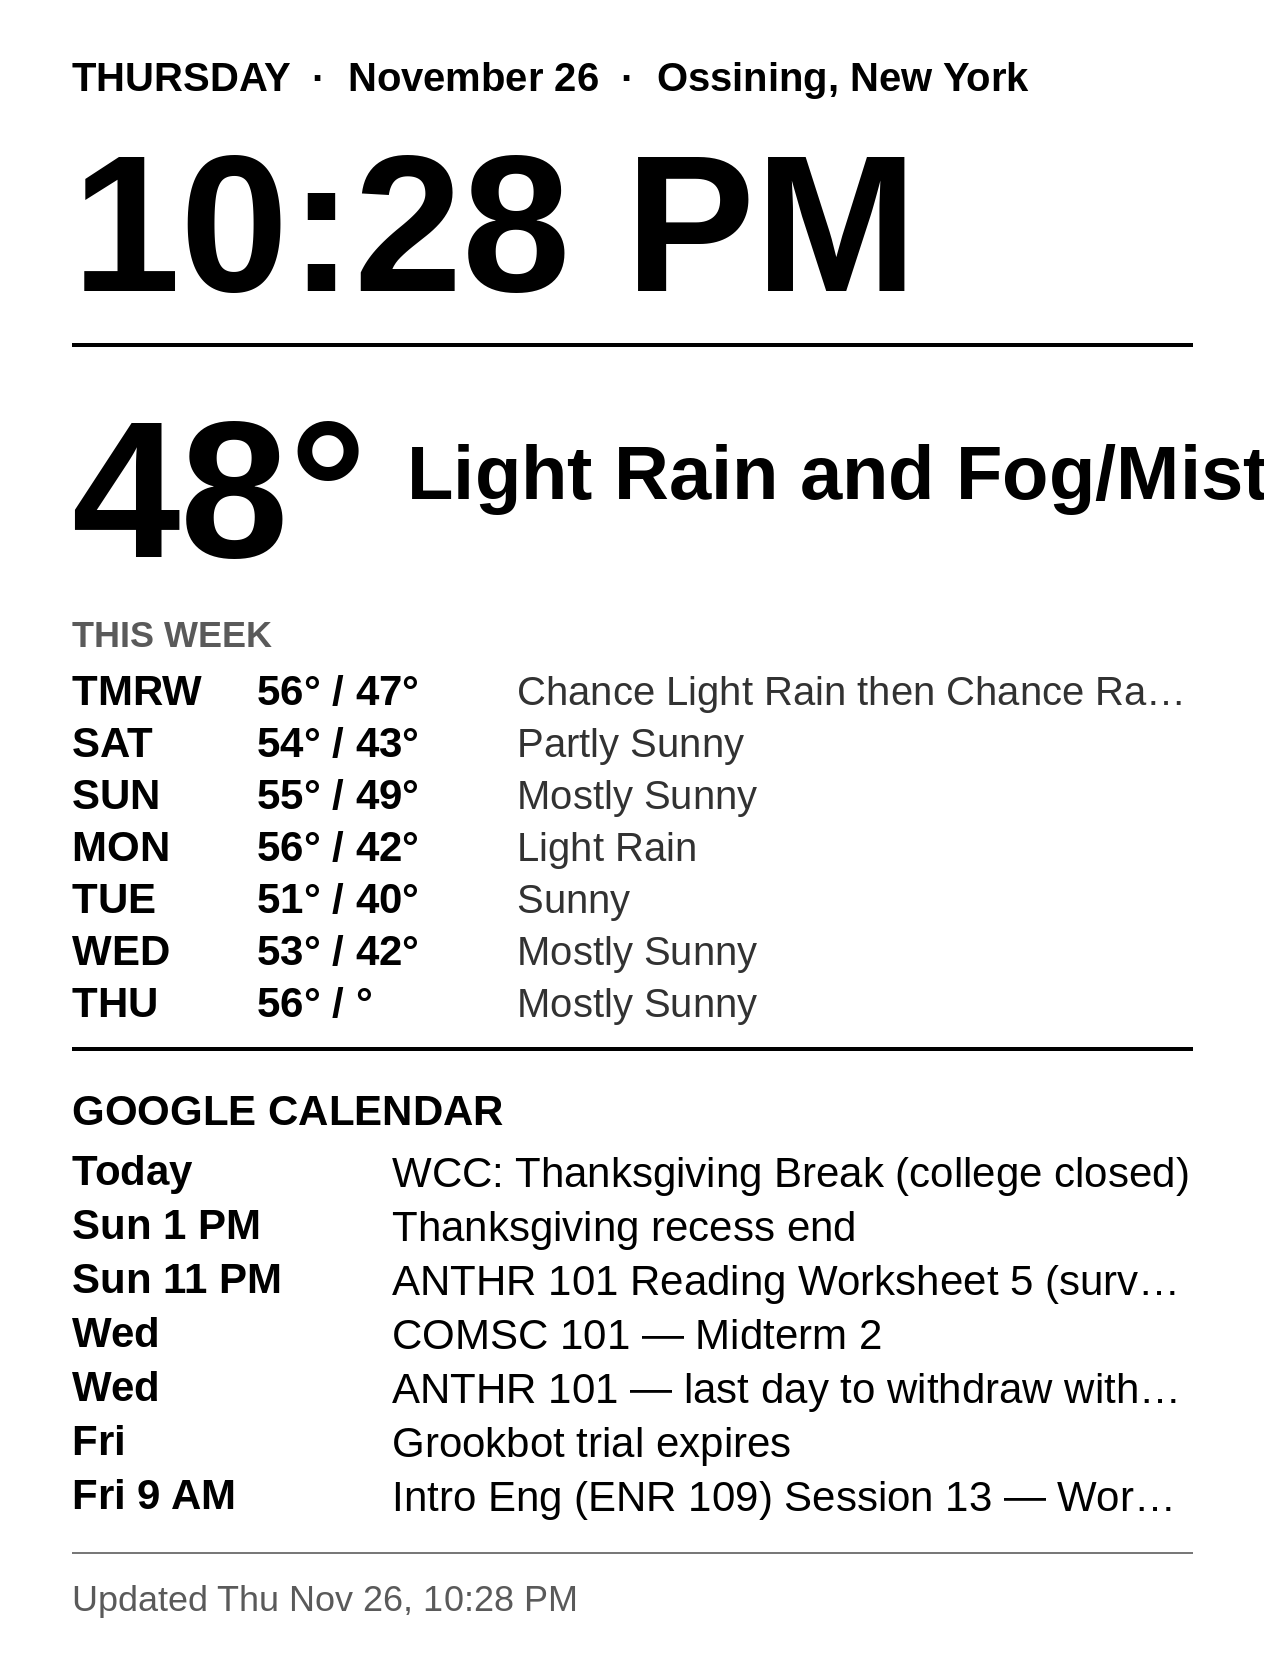 THURSDAY · November 26 · Ossining, New York
10:28 PM
48° Light Rain and Fog/Mist
THIS WEEK
TMRW 56° / 47° Chance Light Rain then Chance Ra…
SAT 54° / 43° Partly Sunny
SUN 55° / 49° Mostly Sunny
MON 56° / 42° Light Rain
TUE 51° / 40° Sunny
WED 53° / 42° Mostly Sunny
THU 56° / ° Mostly Sunny
GOOGLE CALENDAR
Today WCC: Thanksgiving Break (college closed)
Sun 1 PM Thanksgiving recess end
Sun 11 PM ANTHR 101 Reading Worksheet 5 (surv…
Wed COMSC 101 — Midterm 2
Wed ANTHR 101 — last day to withdraw with…
Fri Grookbot trial expires
Fri 9 AM Intro Eng (ENR 109) Session 13 — Wor…
Updated Thu Nov 26, 10:28 PM